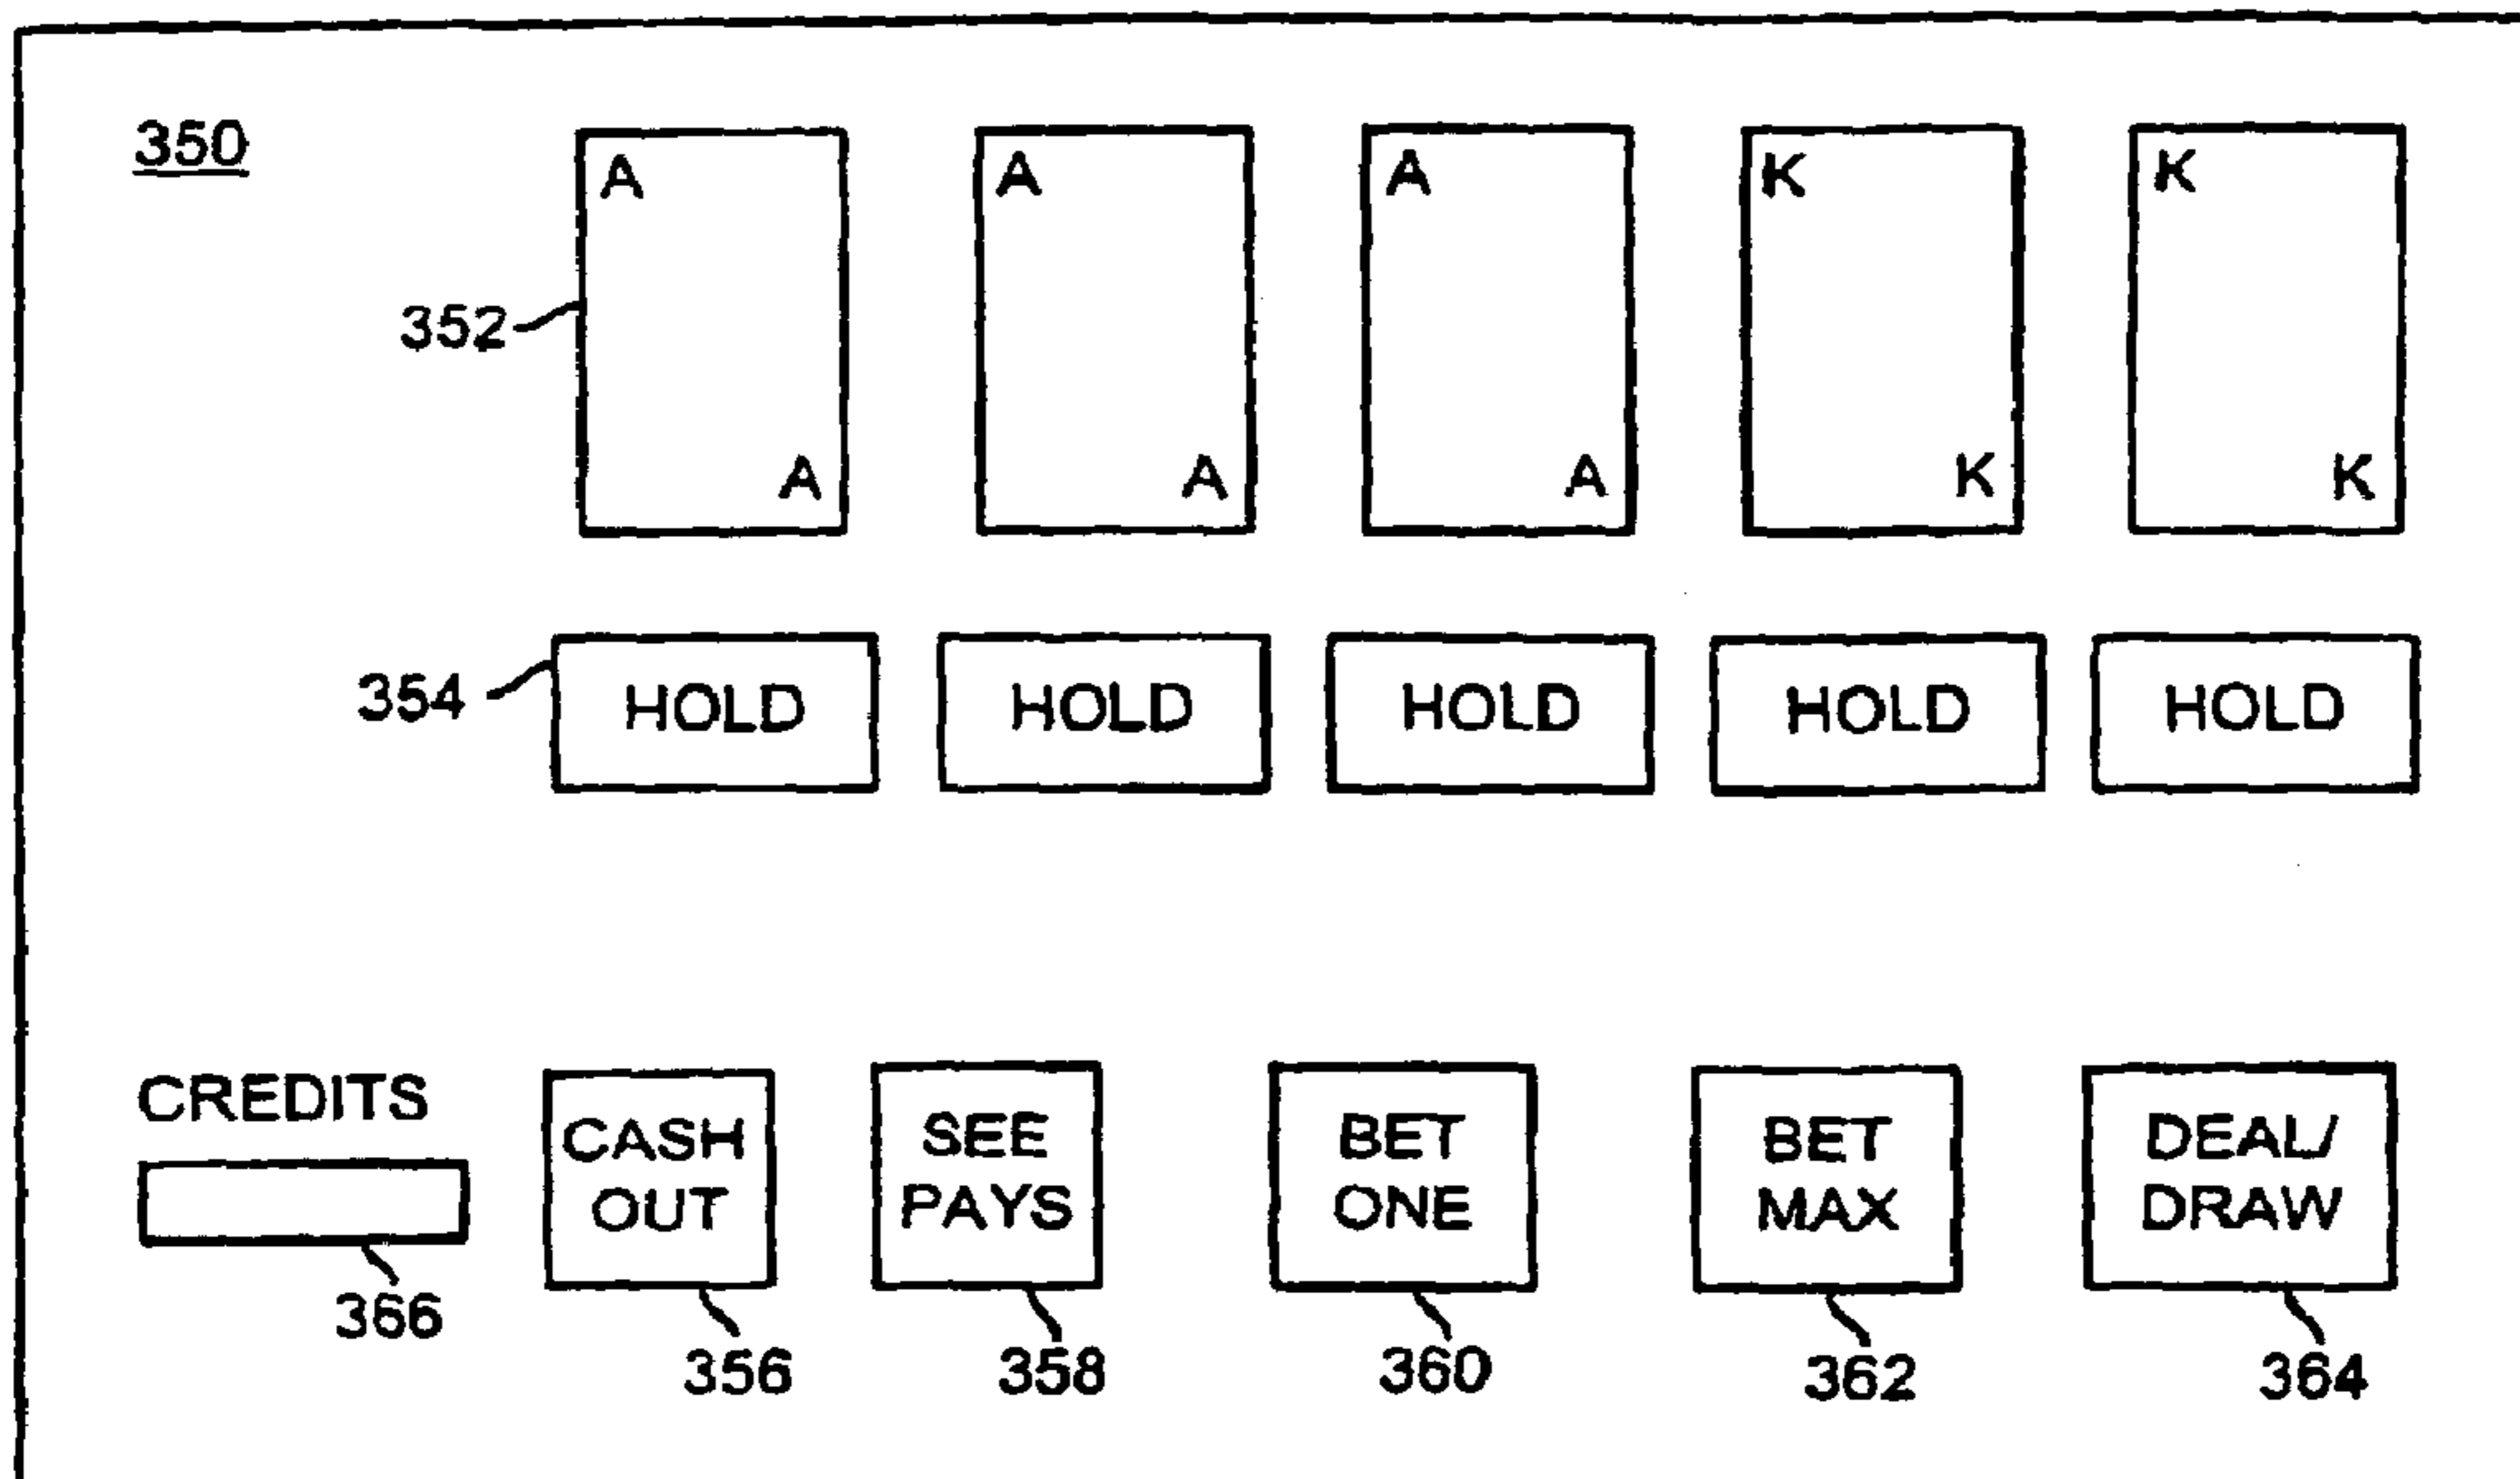 350
A A A K K
352
A A A K K
354 HOLD HOLD HOLD HOLD HOLD
CREDITS
CASH OUT
SEE PAYS
BET ONE
BET MAX
DEAL/ DRAW
366
356 358 360 362 364